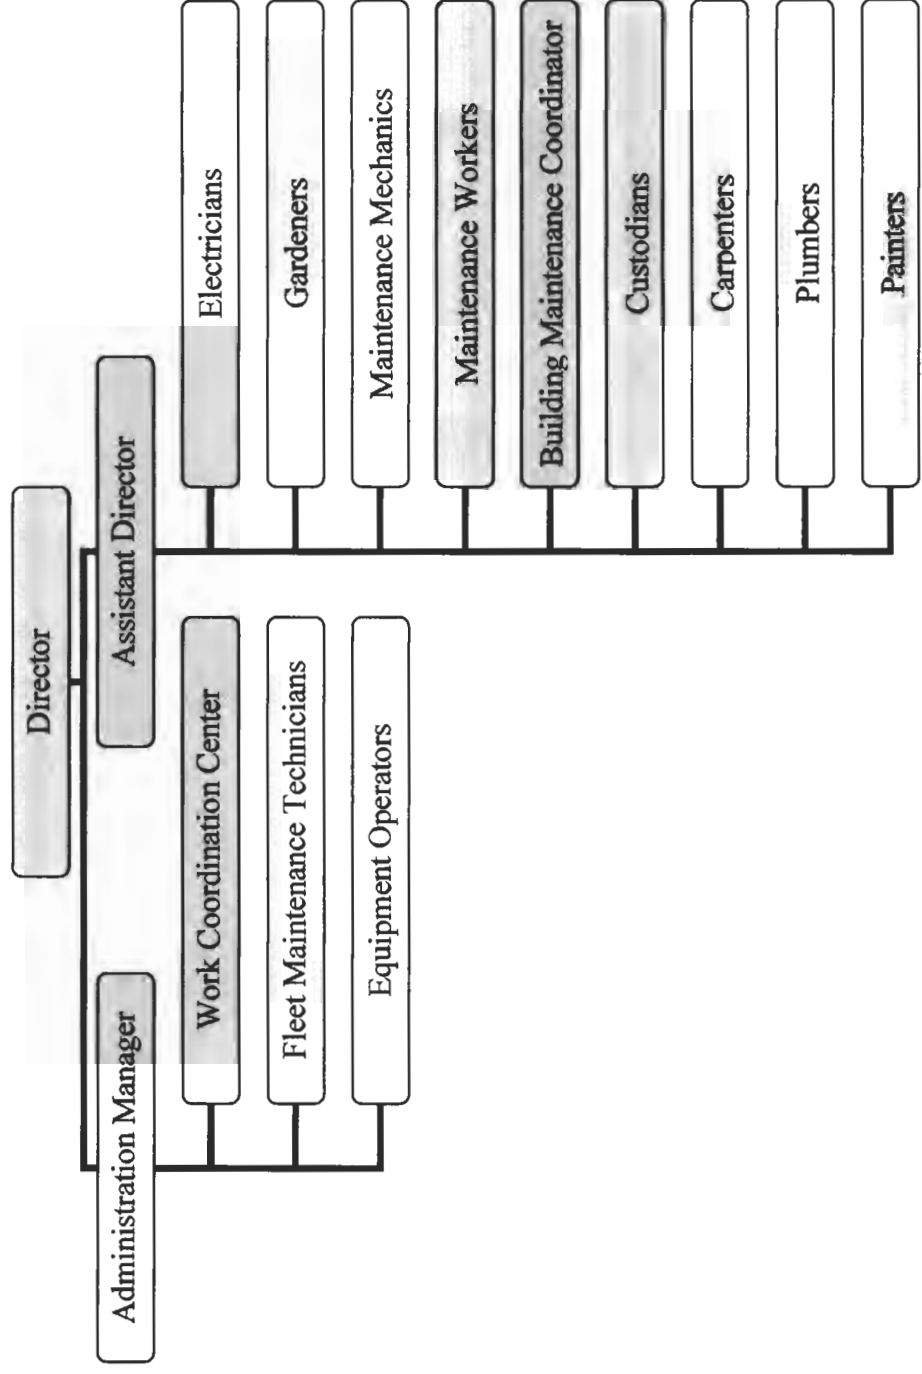 Director
Administration Manager
Work Coordination Center
Fleet Maintenance Technicians
Equipment Operators
Assistant Director
Electricians
Gardeners
Maintenance Mechanics
Maintenance Workers
Building Maintenance Coordinator
Custodians
Carpenters
Plumbers
Painters